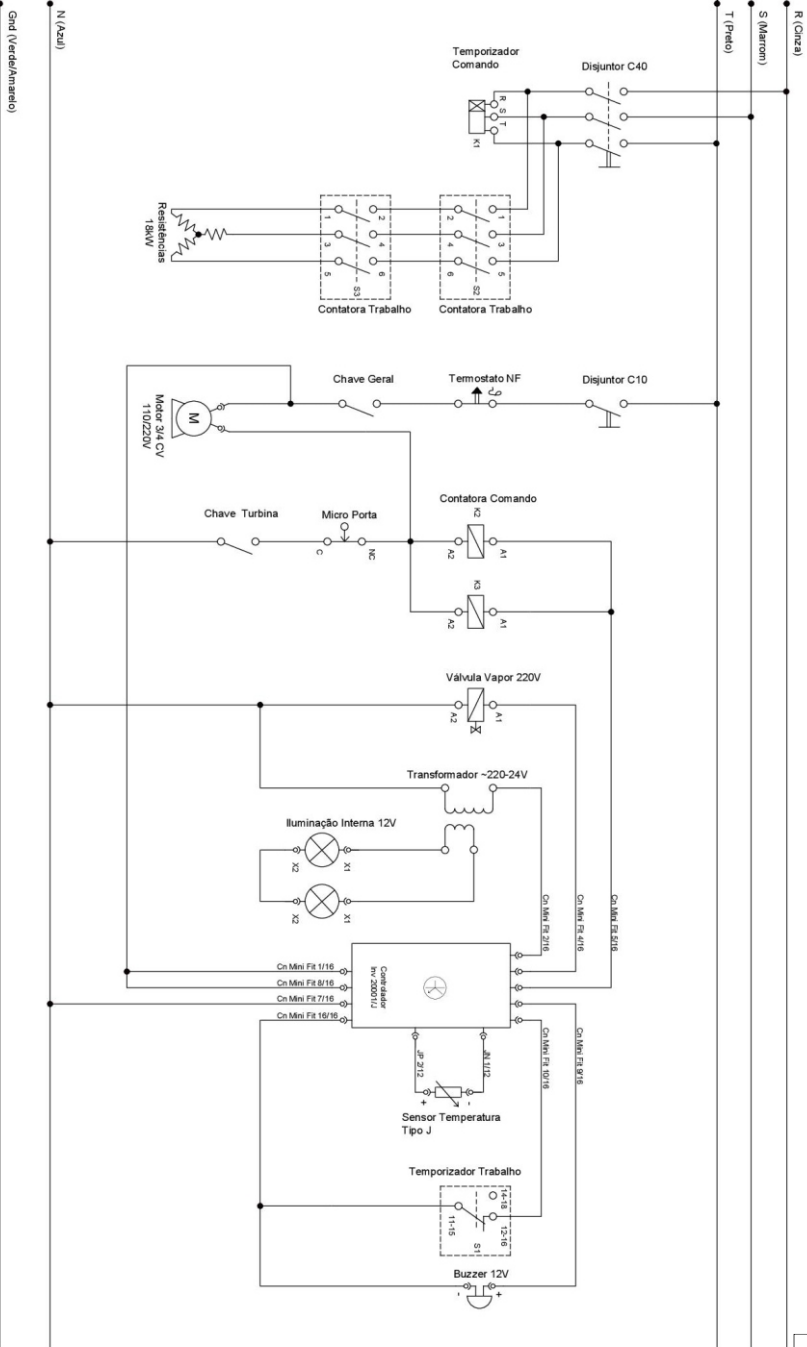 R (Cinza)
S (Marrom)
T (Preto)
N (Azul)
Gnd (Verde/Amarelo)
Temporizador
Comando
Disjuntor C40
R
S
T
K1
Resistências
18kW
1
2
3
4
5
6
S3
Contatora Trabalho
2
1
4
3
6
5
S2
Contatora Trabalho
Chave Geral
Termostato NF
Disjuntor C10
M
Motor 3/4 CV
110/220V
Contatora Comando
K2
A2
A1
Chave Turbina
Micro Porta
C
NC
K3
A2
A1
Válvula Vapor 220V
A2
A1
Transformador ~220-24V
Iluminação Interna 12V
X2
X1
X2
X1
Cn Mini Fit 2/16
Cn Mini Fit 4/16
Cn Mini Fit 5/16
Cn Mini Fit 1/16
Cn Mini Fit 8/16
Cn Mini Fit 7/16
Cn Mini Fit 16/16
Controlador
Inv 20001/J
Cn Mini Fit 10/16
Cn Mini Fit 9/16
JP 2/12
JN 1/12
+
-
Sensor Temperatura
Tipo J
Temporizador Trabalho
14-18
12-16
11-15
S1
Buzzer 12V
-
+